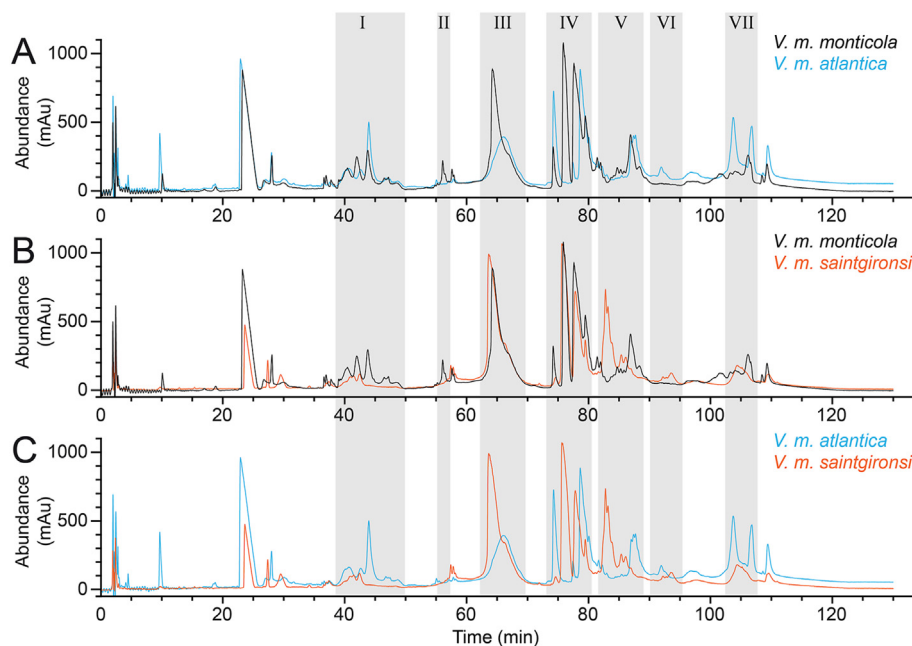 I II III IV V VI VII
A
V. m. monticola
V. m. atlantica
Abundance
(mAu)
1000
500
0
0 20 40 60 80 100 120
B
V. m. monticola
V. m. saintgironsi
Abundance
(mAu)
1000
500
0
0 20 40 60 80 100 120
C
V. m. atlantica
V. m. saintgironsi
Abundance
(mAu)
1000
500
0
0 20 40 60 80 100 120
Time (min)